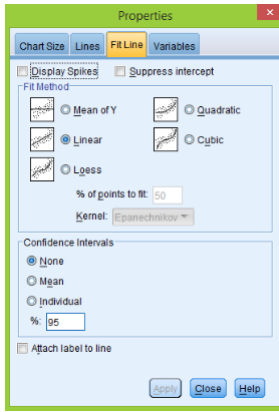 Properties
×
Chart Size Lines Fit Line Variables
Display Spikes Suppress intercept
Fit Method
Mean of Y Quadratic
Linear Cubic
Loess
% of points to fit: 50
Kernel: Epanechnikov
Confidence Intervals
None
Mean
Individual
%: 95
Attach label to line
Apply Close Help